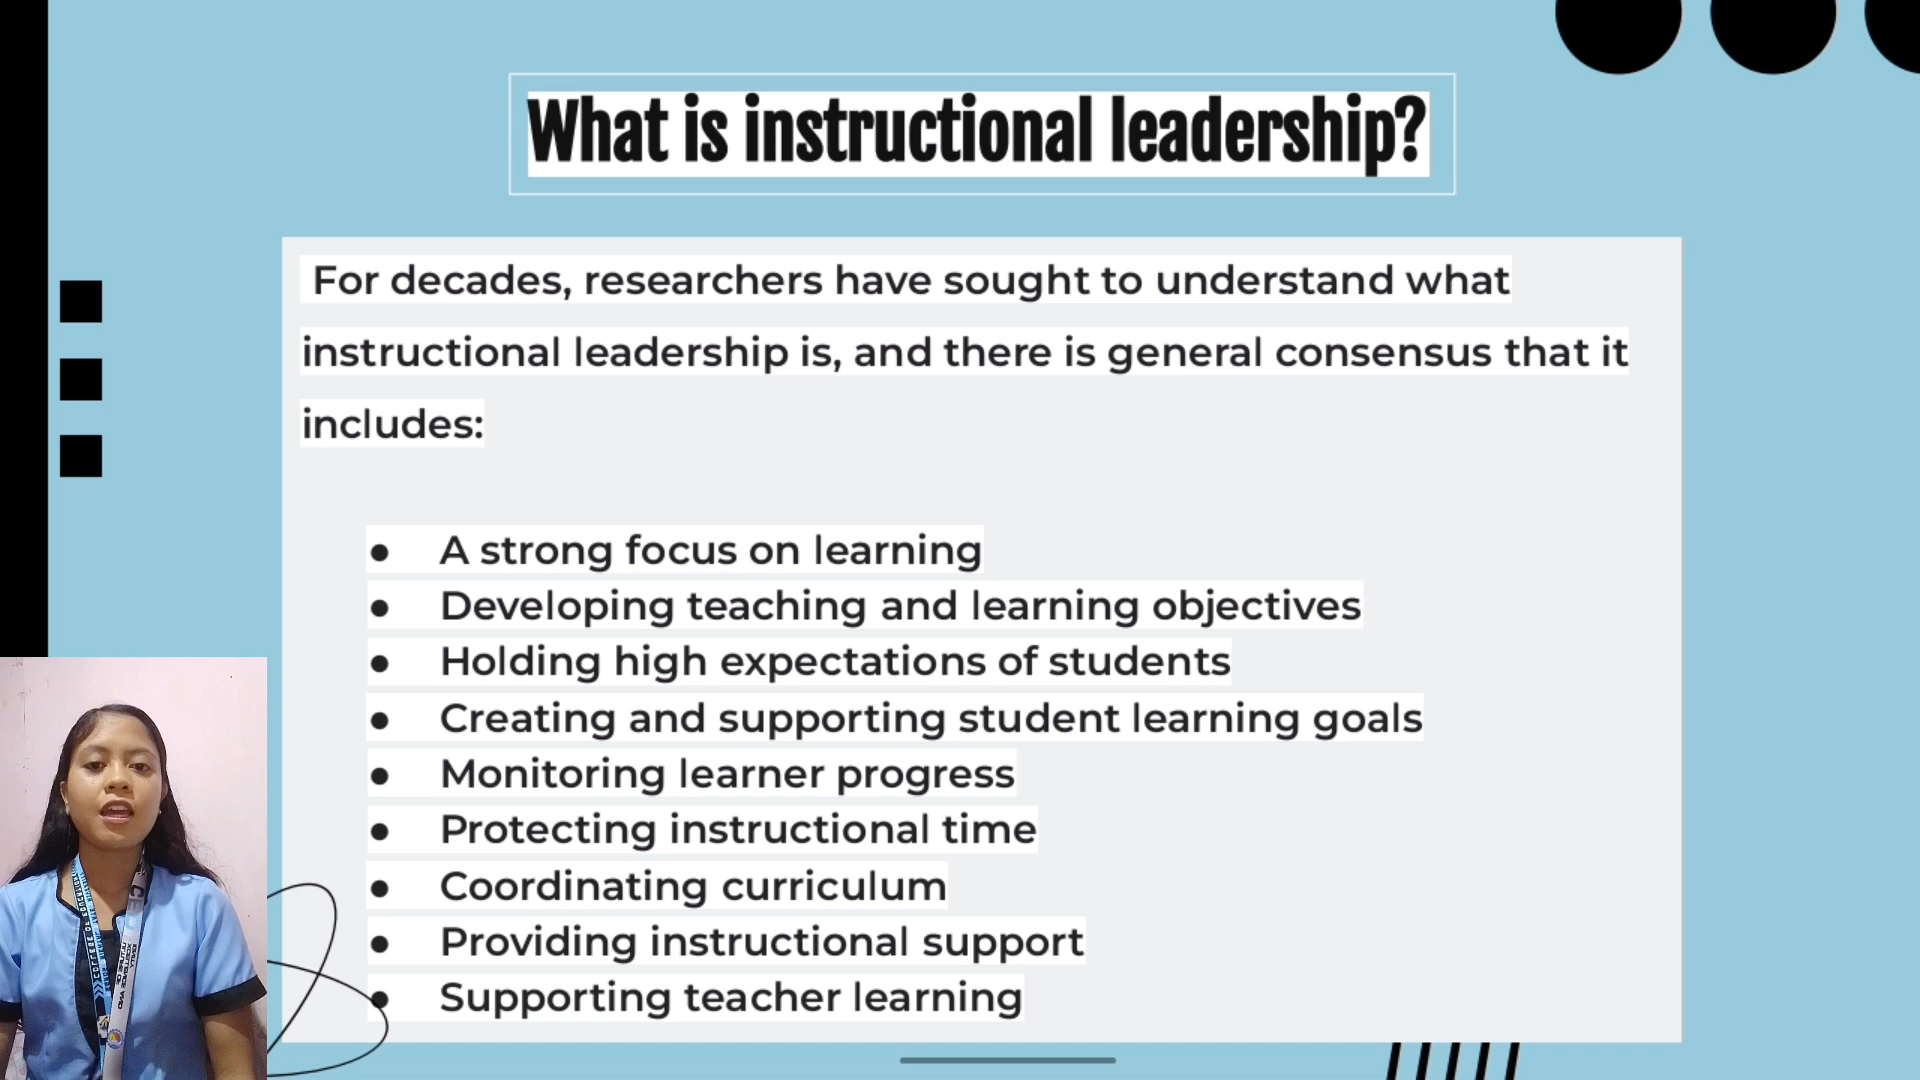 What is instructional leadership?
For decades, researchers have sought to understand what
instructional leadership is, and there is general consensus that it
includes:
● A strong focus on learning
● Developing teaching and learning objectives
● Holding high expectations of students
● Creating and supporting student learning goals
● Monitoring learner progress
● Protecting instructional time
● Coordinating curriculum
● Providing instructional support
● Supporting teacher learning